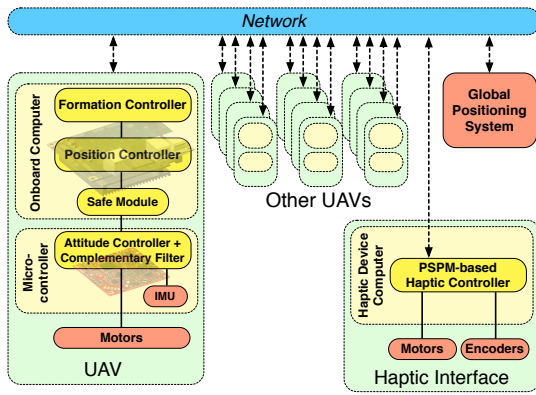 Network
Onboard Computer
Formation Controller
Position Controller
Safe Module
Micro-
controller
Attitude Controller +
Complementary Filter
IMU
Motors
UAV
Other UAVs
Global
Positioning
System
Haptic Device
Computer
PSPM-based
Haptic Controller
Motors
Encoders
Haptic Interface